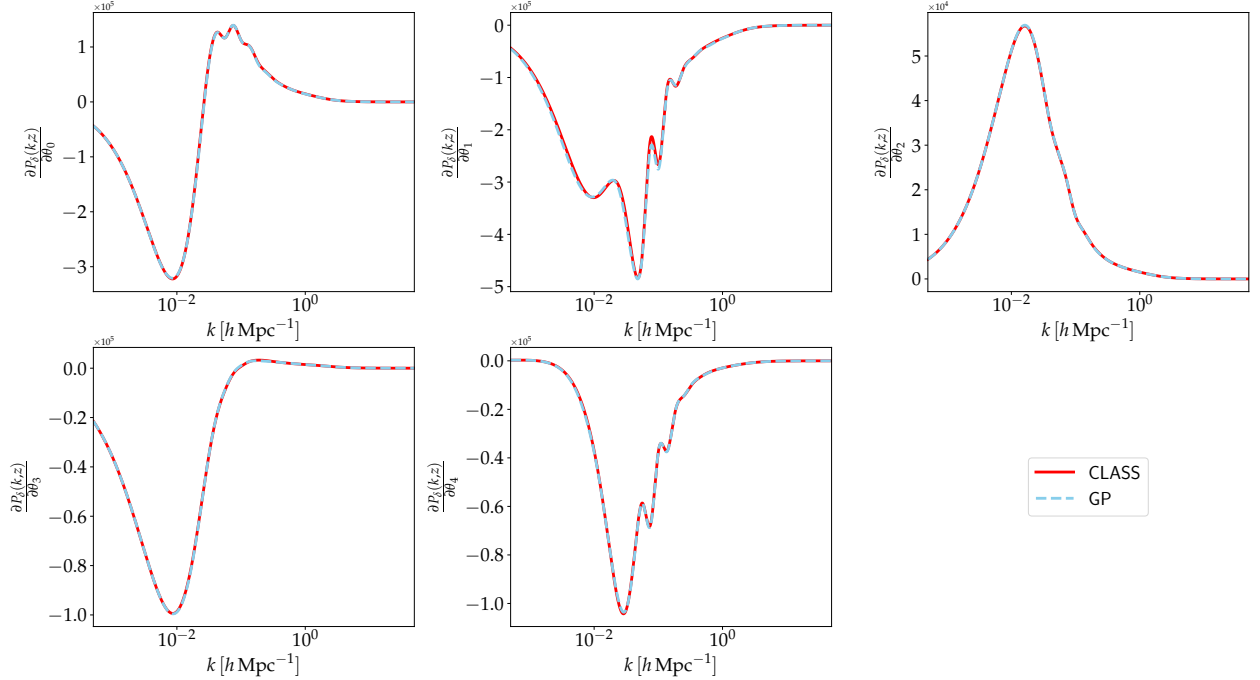 ×10⁵
1
0
−1
−2
−3
∂P_δ(k,z)
∂θ₀
10⁻² 10⁰
k [h Mpc⁻¹]
×10⁵
0
−1
−2
−3
−4
−5
∂P_δ(k,z)
∂θ₁
10⁻² 10⁰
k [h Mpc⁻¹]
×10⁴
5
4
3
2
1
0
∂P_δ(k,z)
∂θ₂
10⁻² 10⁰
k [h Mpc⁻¹]
×10⁵
0.0
−0.2
−0.4
−0.6
−0.8
−1.0
∂P_δ(k,z)
∂θ₃
10⁻² 10⁰
k [h Mpc⁻¹]
×10⁵
0.0
−0.2
−0.4
−0.6
−0.8
−1.0
∂P_δ(k,z)
∂θ₄
10⁻² 10⁰
k [h Mpc⁻¹]
CLASS
GP